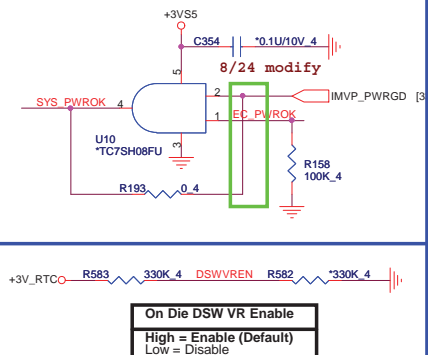 +3VS5
C354 *0.1U/10V_4
8/24 modify
5
SYS_PWROK 4 2 IMVP_PWRGD [3
1 EC_PWROK
3
U10
*TC7SH08FU
R158
100K_4
R193 0_4
+3V_RTC R583 330K_4 DSWVREN R582 *330K_4
On Die DSW VR Enable
High = Enable (Default)
Low = Disable